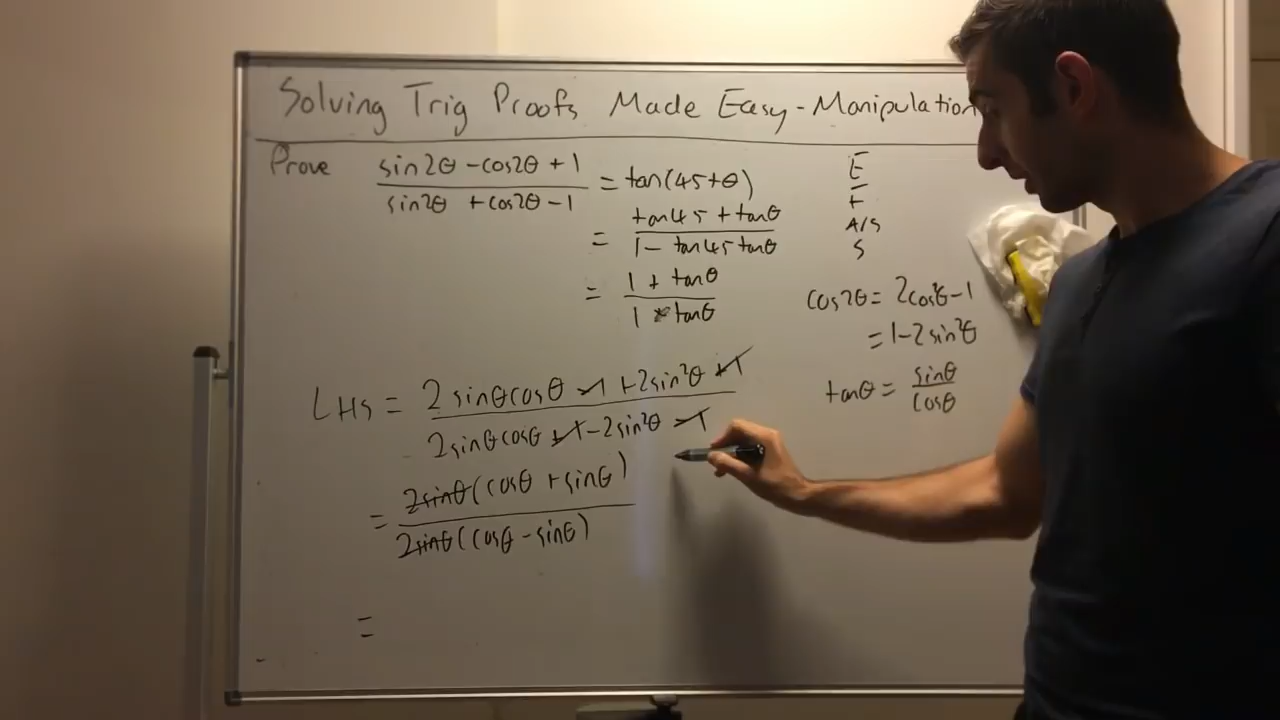 Solving Trig Proofs Made Easy - Manipulation
Prove
sin2θ - cos2θ + 1
sin2θ + cos2θ - 1
= tan(45+θ)
= tan45 + tanθ
1 - tan45 tanθ
= 1 + tanθ
1 - tanθ
E
t
A/S
S
cos2θ = 2cos²θ - 1
= 1 - 2sin²θ
tanθ = sinθ
cosθ
LHS = 2sinθcosθ - 1 + 2sin²θ + 1
2sinθcosθ + 1 - 2sin²θ - 1
= 2sinθ(cosθ + sinθ)
2sinθ(cosθ - sinθ)
=